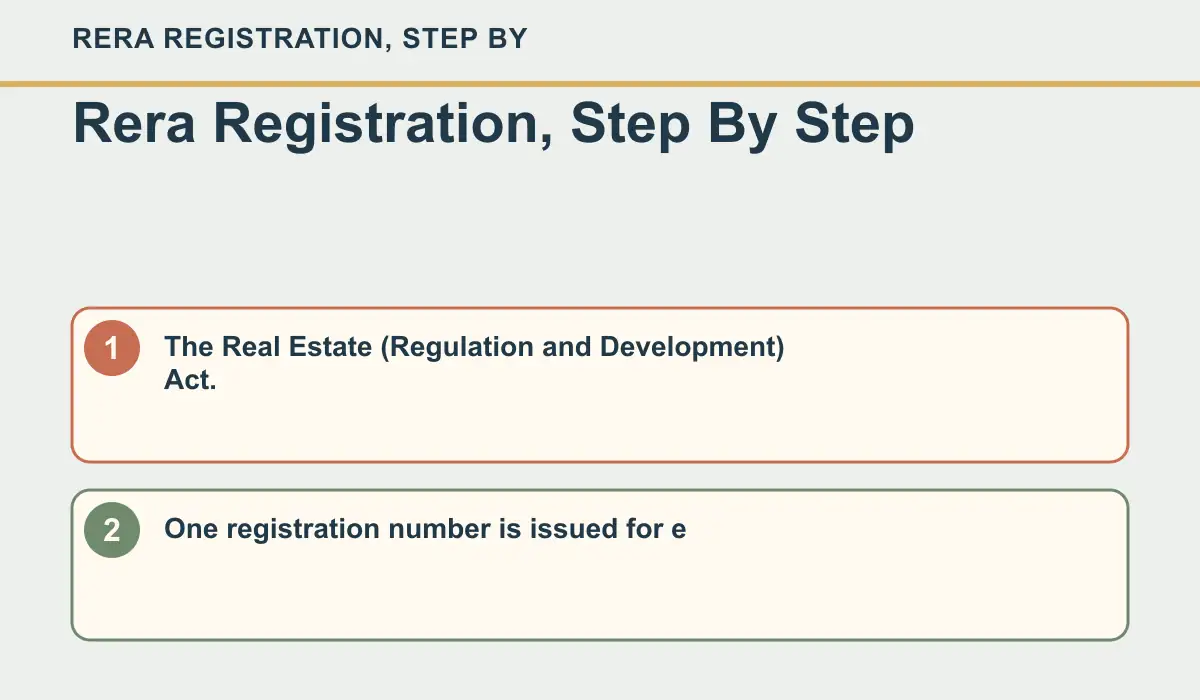 RERA REGISTRATION, STEP BY
Rera Registration, Step By Step
1
The Real Estate (Regulation and Development)
Act.
2
One registration number is issued for e